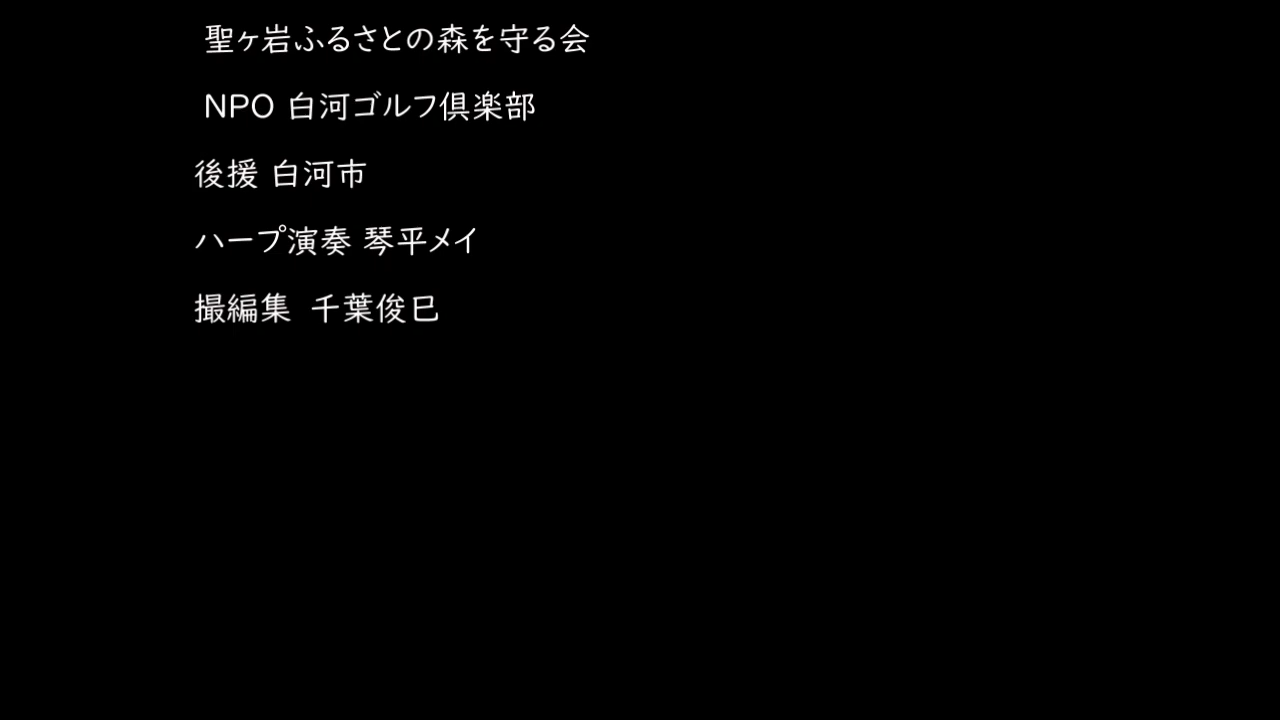 聖ヶ岩ふるさとの森を守る会
NPO 白河ゴルフ倶楽部
後援 白河市
ハープ演奏 琴平メイ
撮編集 千葉俊巳